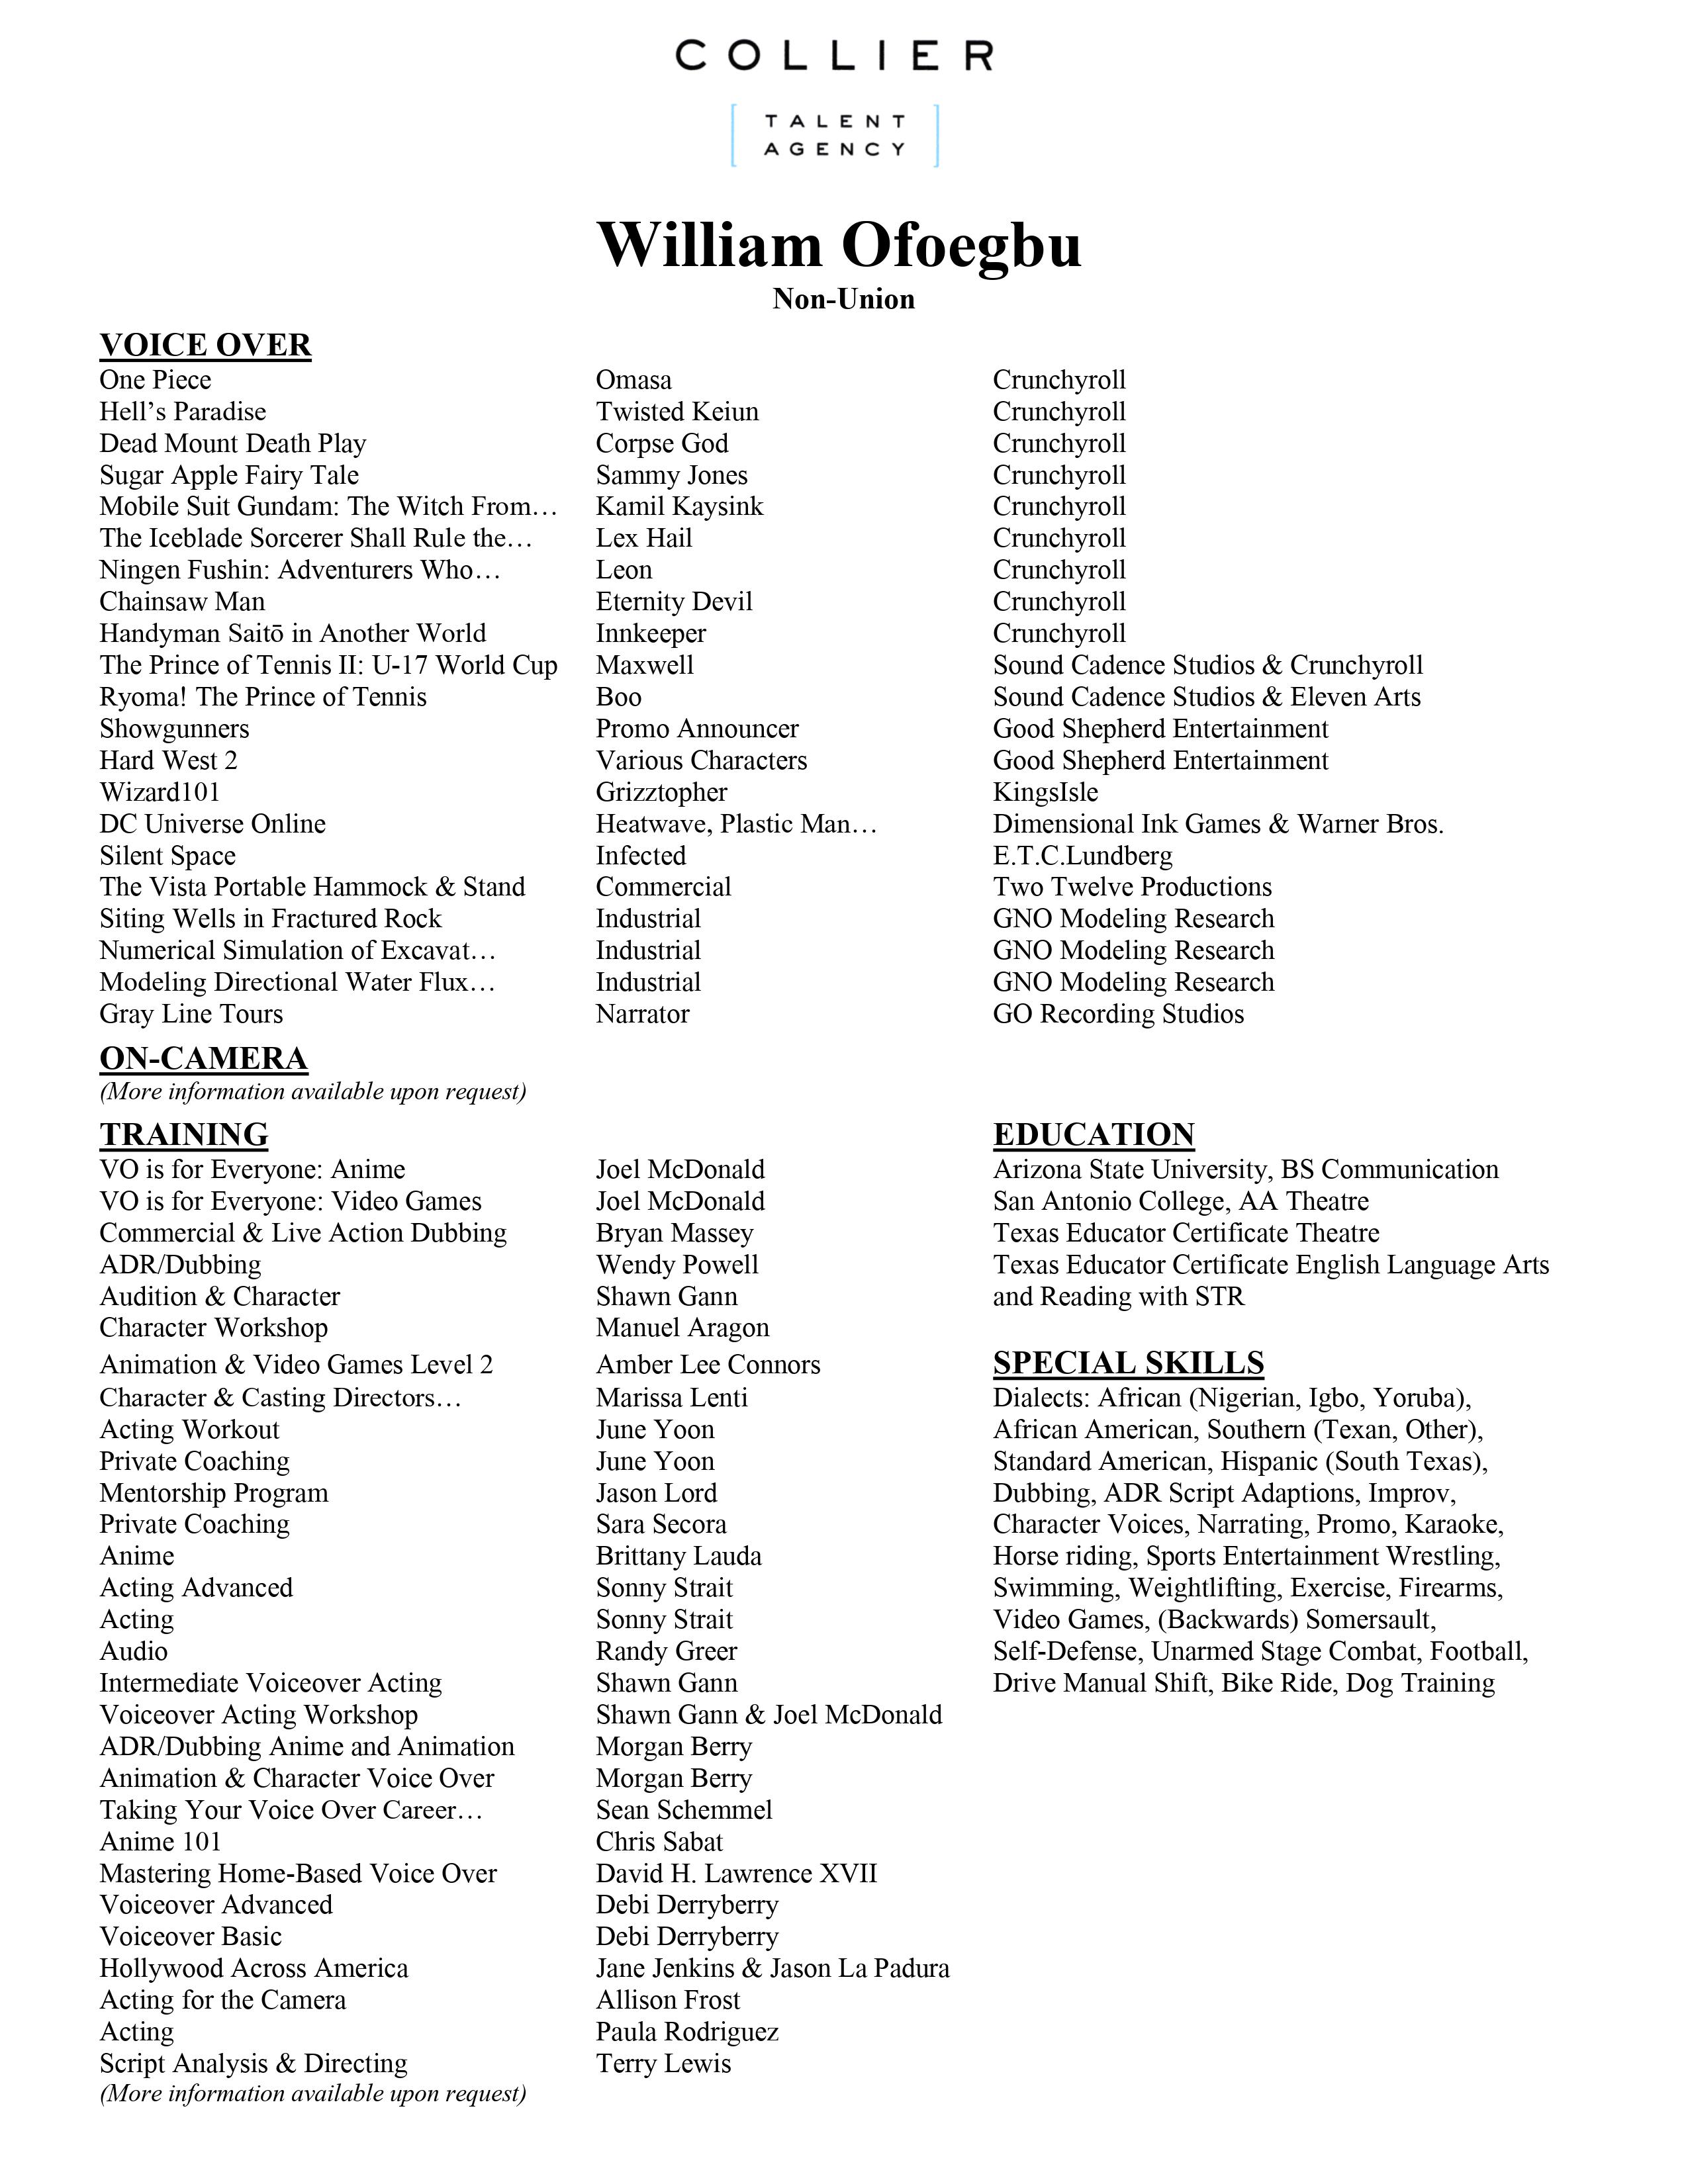 COLLIER
TALENT
AGENCY
William Ofoegbu
Non-Union
VOICE OVER
One Piece Omasa Crunchyroll
Hell’s Paradise Twisted Keiun Crunchyroll
Dead Mount Death Play Corpse God Crunchyroll
Sugar Apple Fairy Tale Sammy Jones Crunchyroll
Mobile Suit Gundam: The Witch From… Kamil Kaysink Crunchyroll
The Iceblade Sorcerer Shall Rule the… Lex Hail Crunchyroll
Ningen Fushin: Adventurers Who… Leon Crunchyroll
Chainsaw Man Eternity Devil Crunchyroll
Handyman Saitō in Another World Innkeeper Crunchyroll
The Prince of Tennis II: U-17 World Cup Maxwell Sound Cadence Studios & Crunchyroll
Ryoma! The Prince of Tennis Boo Sound Cadence Studios & Eleven Arts
Showgunners Promo Announcer Good Shepherd Entertainment
Hard West 2 Various Characters Good Shepherd Entertainment
Wizard101 Grizztopher KingsIsle
DC Universe Online Heatwave, Plastic Man… Dimensional Ink Games & Warner Bros.
Silent Space Infected E.T.C.Lundberg
The Vista Portable Hammock & Stand Commercial Two Twelve Productions
Siting Wells in Fractured Rock Industrial GNO Modeling Research
Numerical Simulation of Excavat… Industrial GNO Modeling Research
Modeling Directional Water Flux… Industrial GNO Modeling Research
Gray Line Tours Narrator GO Recording Studios
ON-CAMERA
(More information available upon request)
TRAINING
VO is for Everyone: Anime Joel McDonald
VO is for Everyone: Video Games Joel McDonald
Commercial & Live Action Dubbing Bryan Massey
ADR/Dubbing Wendy Powell
Audition & Character Shawn Gann
Character Workshop Manuel Aragon
Animation & Video Games Level 2 Amber Lee Connors
Character & Casting Directors… Marissa Lenti
Acting Workout June Yoon
Private Coaching June Yoon
Mentorship Program Jason Lord
Private Coaching Sara Secora
Anime Brittany Lauda
Acting Advanced Sonny Strait
Acting Sonny Strait
Audio Randy Greer
Intermediate Voiceover Acting Shawn Gann
Voiceover Acting Workshop Shawn Gann & Joel McDonald
ADR/Dubbing Anime and Animation Morgan Berry
Animation & Character Voice Over Morgan Berry
Taking Your Voice Over Career… Sean Schemmel
Anime 101 Chris Sabat
Mastering Home-Based Voice Over David H. Lawrence XVII
Voiceover Advanced Debi Derryberry
Voiceover Basic Debi Derryberry
Hollywood Across America Jane Jenkins & Jason La Padura
Acting for the Camera Allison Frost
Acting Paula Rodriguez
Script Analysis & Directing Terry Lewis
(More information available upon request)
EDUCATION
Arizona State University, BS Communication
San Antonio College, AA Theatre
Texas Educator Certificate Theatre
Texas Educator Certificate English Language Arts
and Reading with STR
SPECIAL SKILLS
Dialects: African (Nigerian, Igbo, Yoruba),
African American, Southern (Texan, Other),
Standard American, Hispanic (South Texas),
Dubbing, ADR Script Adaptions, Improv,
Character Voices, Narrating, Promo, Karaoke,
Horse riding, Sports Entertainment Wrestling,
Swimming, Weightlifting, Exercise, Firearms,
Video Games, (Backwards) Somersault,
Self-Defense, Unarmed Stage Combat, Football,
Drive Manual Shift, Bike Ride, Dog Training